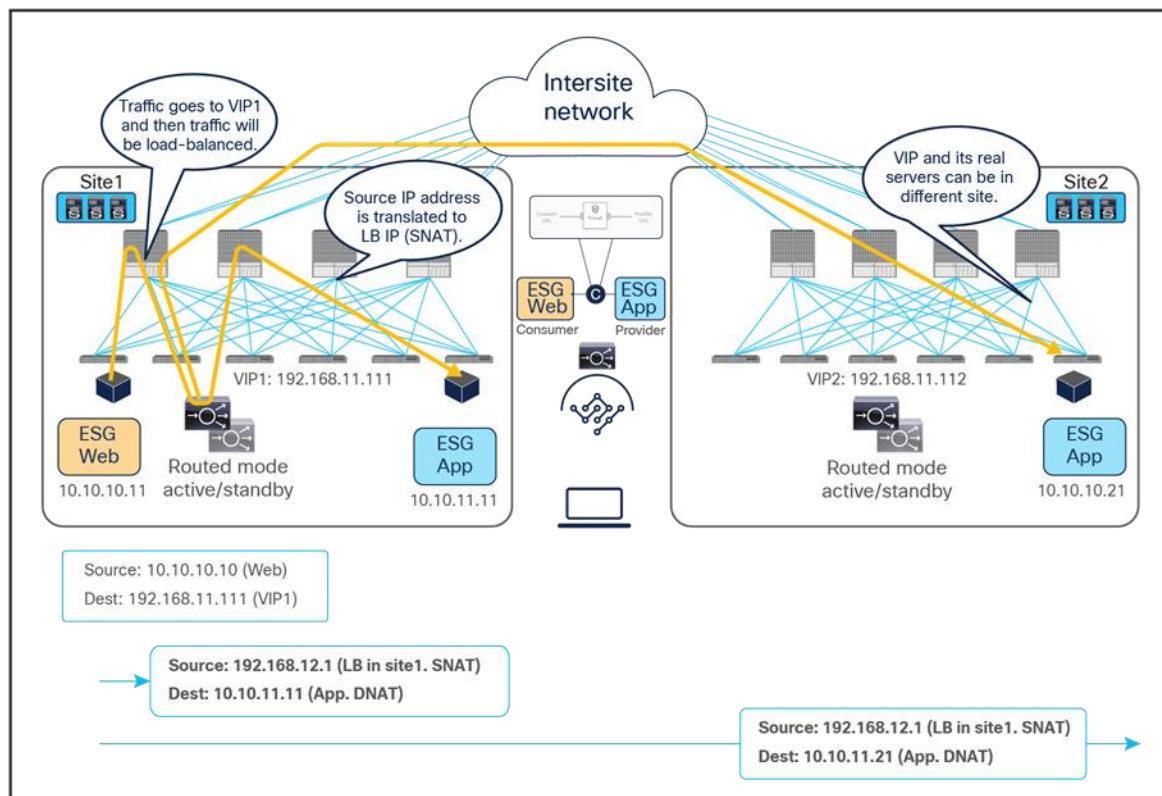 Intersite
network
Traffic goes to VIP1
and then traffic will
be load-balanced.
Source IP address
is translated to
LB IP (SNAT).
VIP and its real
servers can be in
different site.
Site1
Site2
Consumer
Provider
ESG
Web
C
ESG
App
Consumer
Provider
VIP1: 192.168.11.111
VIP2: 192.168.11.112
ESG
Web
10.10.10.11
Routed mode
active/standby
ESG
App
10.10.11.11
Routed mode
active/standby
ESG
App
10.10.10.21
Source: 10.10.10.10 (Web)
Dest: 192.168.11.111 (VIP1)
Source: 192.168.12.1 (LB in site1. SNAT)
Dest: 10.10.11.11 (App. DNAT)
Source: 192.168.12.1 (LB in site1. SNAT)
Dest: 10.10.11.21 (App. DNAT)